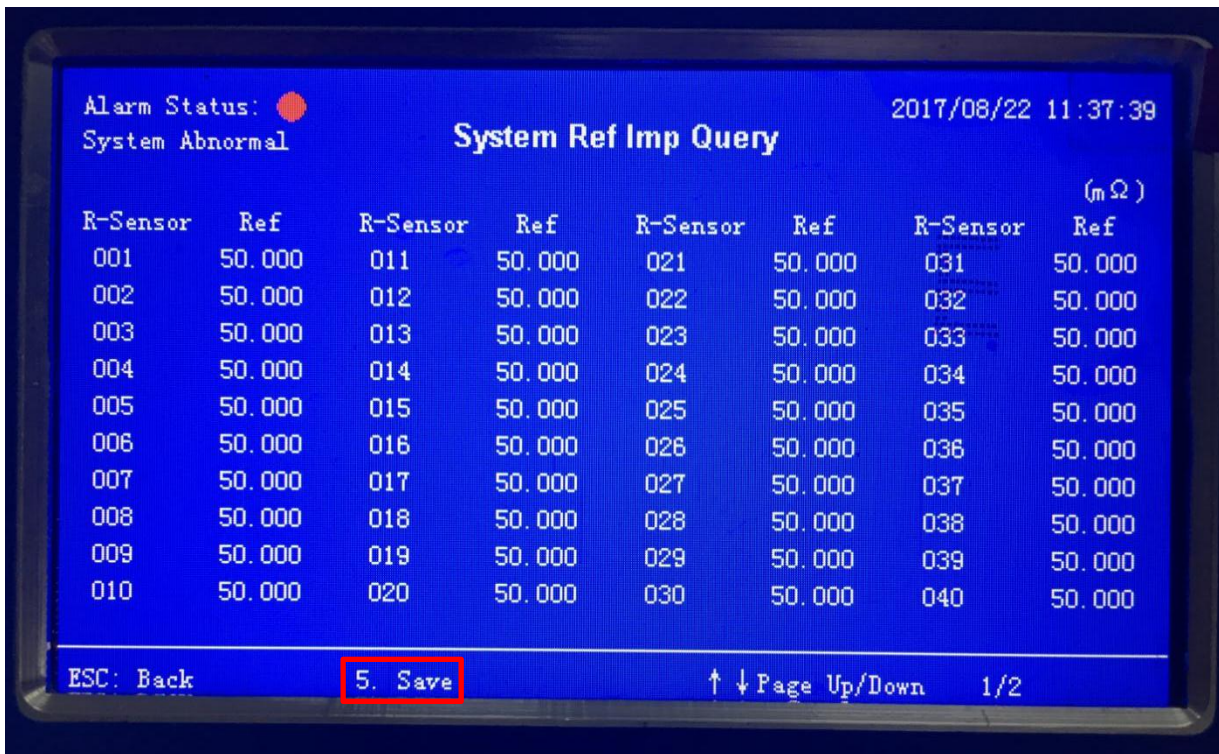 Alarm Status:
2017/08/22 11:37:39
System Abnormal
System Ref Imp Query
(mΩ)
R-Sensor Ref R-Sensor Ref R-Sensor Ref R-Sensor Ref
001 50.000 011 50.000 021 50.000 031 50.000
002 50.000 012 50.000 022 50.000 032 50.000
003 50.000 013 50.000 023 50.000 033 50.000
004 50.000 014 50.000 024 50.000 034 50.000
005 50.000 015 50.000 025 50.000 035 50.000
006 50.000 016 50.000 026 50.000 036 50.000
007 50.000 017 50.000 027 50.000 037 50.000
008 50.000 018 50.000 028 50.000 038 50.000
009 50.000 019 50.000 029 50.000 039 50.000
010 50.000 020 50.000 030 50.000 040 50.000
ESC: Back 5. Save ↑↓Page Up/Down 1/2